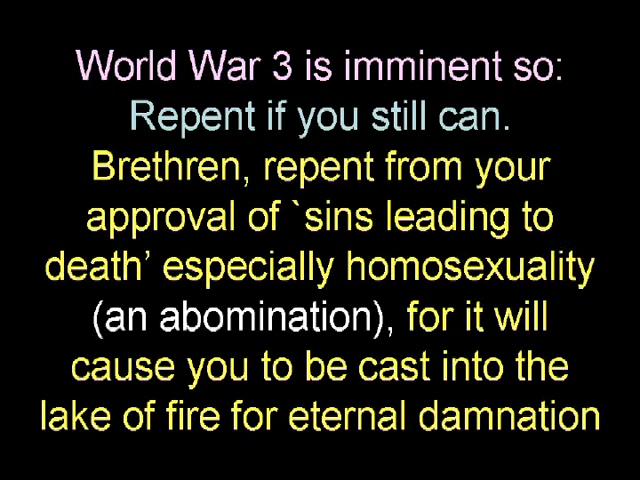 World War 3 is imminent so:
Repent if you still can.
Brethren, repent from your
approval of `sins leading to
death’ especially homosexuality
(an abomination), for it will
cause you to be cast into the
lake of fire for eternal damnation